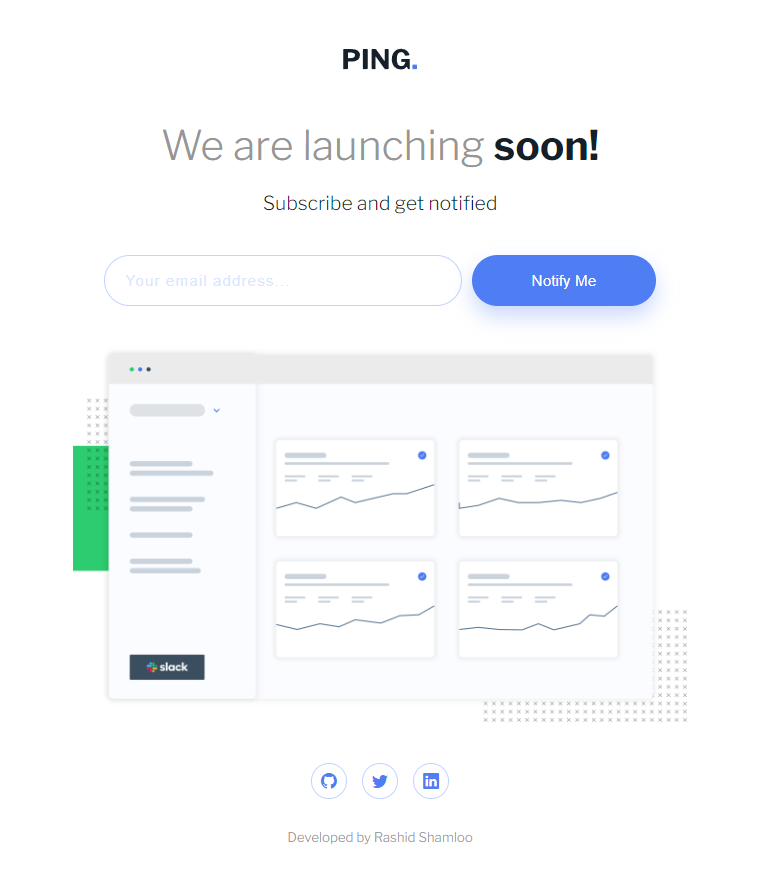 PING.
We are launching soon!
Subscribe and get notified
Your email address...
Notify Me
slack
Developed by Rashid Shamloo